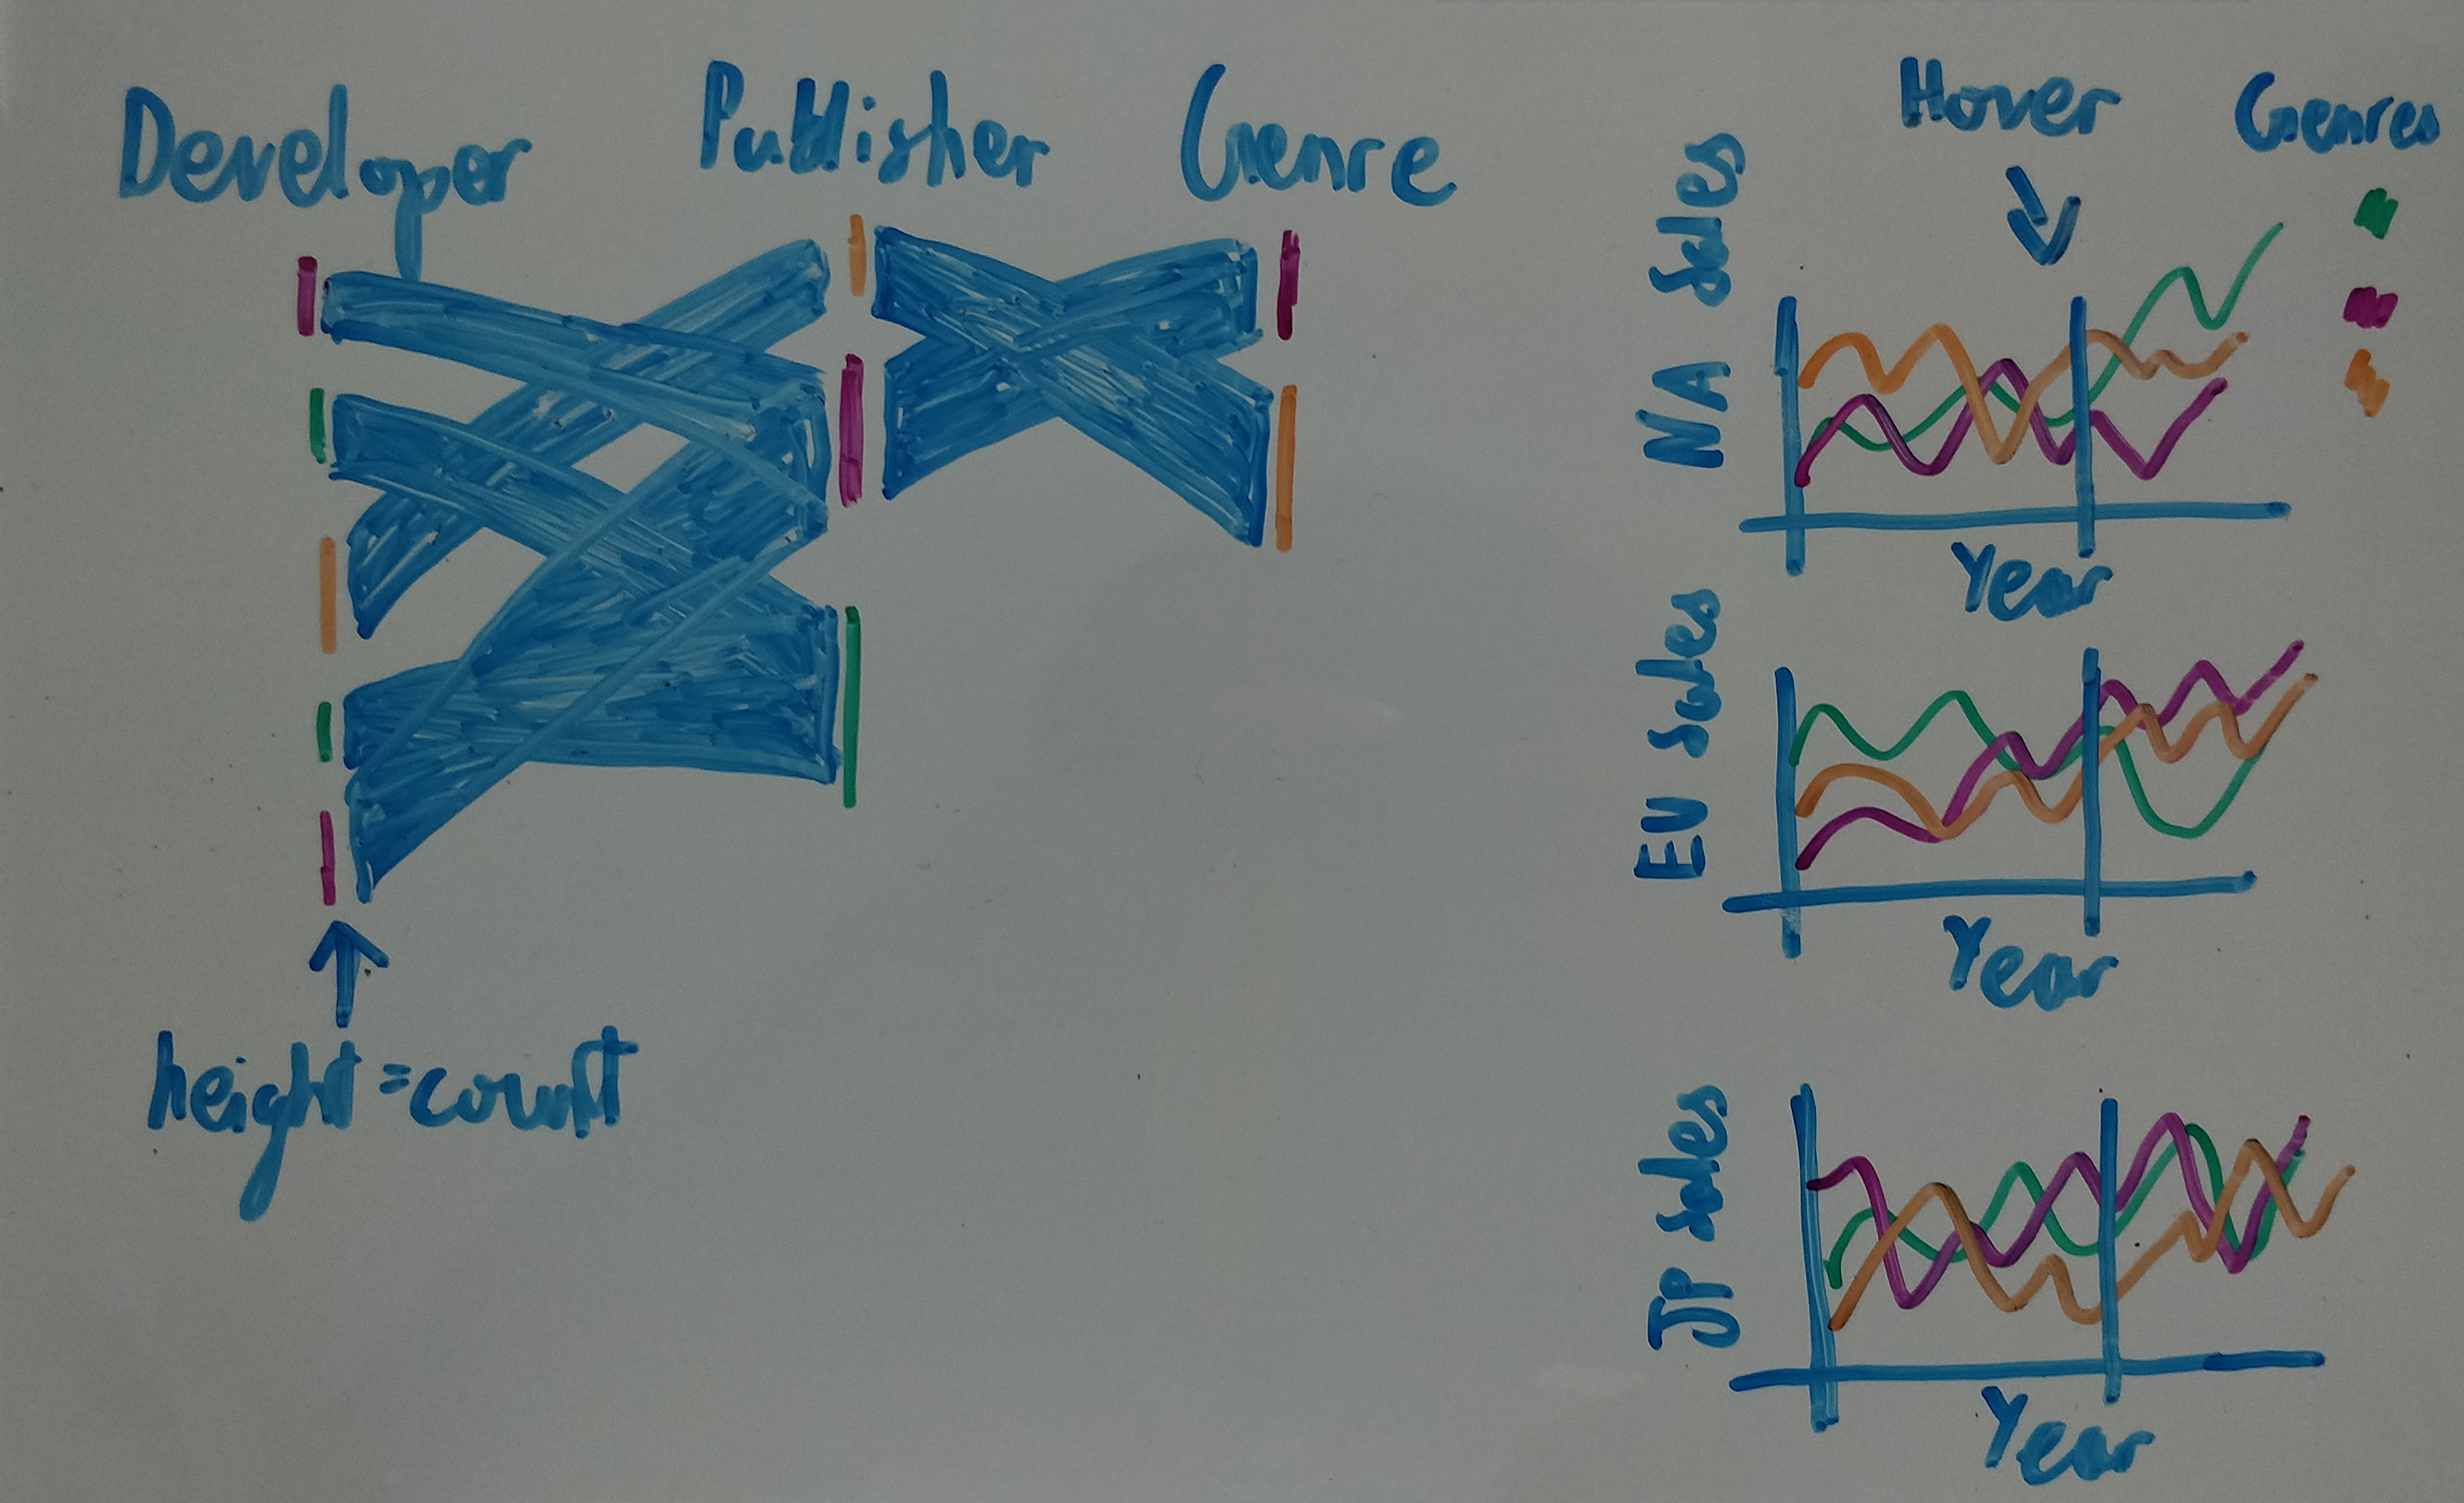 Developer
Publisher
Genre
height=count
Hover
Genres
NA Sales
Year
EU Sales
Year
JP Sales
Year